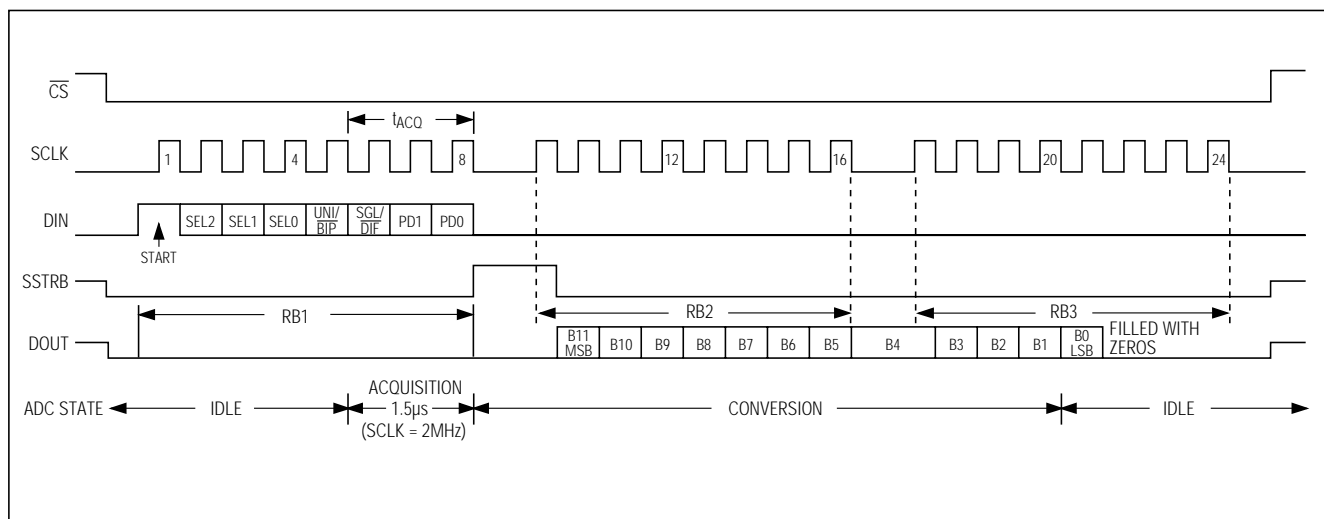 CS
tACQ
SCLK 1 4 8 12 16 20 24
DIN SEL2 SEL1 SEL0 UNI/BIP SGL/DIF PD1 PD0
START
SSTRB
RB1 RB2 RB3
DOUT B11 MSB B10 B9 B8 B7 B6 B5 B4 B3 B2 B1 B0 LSB FILLED WITH ZEROS
ADC STATE IDLE ACQUISITION 1.5µs (SCLK = 2MHz) CONVERSION IDLE